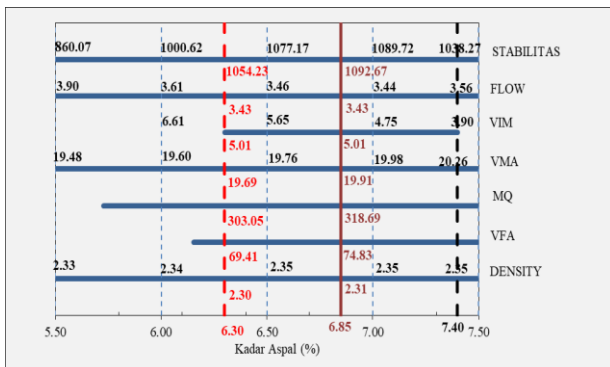 860.07 1000.62 1077.17 1089.72 1038.27 STABILITAS
1054.23 1092.67
3.90 3.61 3.46 3.44 3.56 FLOW
3.43 3.43
6.61 5.65 4.75 3.90 VIM
5.01 5.01
19.48 19.60 19.76 19.98 20.26 VMA
19.69 19.91
MQ
303.05 318.69
VFA
69.41 74.83
2.33 2.34 2.35 2.35 2.35 DENSITY
2.30 2.31
5.50 6.00 6.30 6.50 6.85 7.00 7.40 7.50
Kadar Aspal (%)